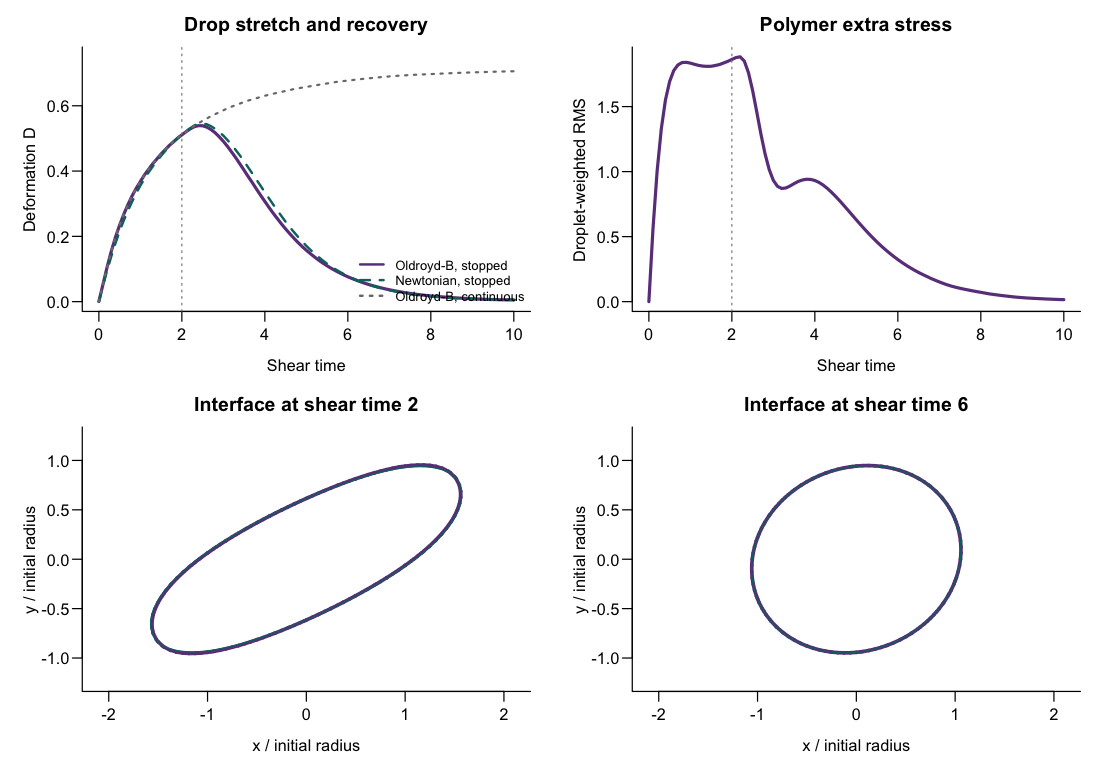 Drop stretch and recovery
Deformation D
0.6
0.4
0.2
0.0
Oldroyd-B, stopped
Newtonian, stopped
Oldroyd-B, continuous
0 2 4 6 8 10
Shear time
Polymer extra stress
Droplet-weighted RMS
1.5
1.0
0.5
0.0
0 2 4 6 8 10
Shear time
Interface at shear time 2
y / initial radius
1.0
0.5
0.0
-0.5
-1.0
-2 -1 0 1 2
x / initial radius
Interface at shear time 6
y / initial radius
1.0
0.5
0.0
-0.5
-1.0
-2 -1 0 1 2
x / initial radius